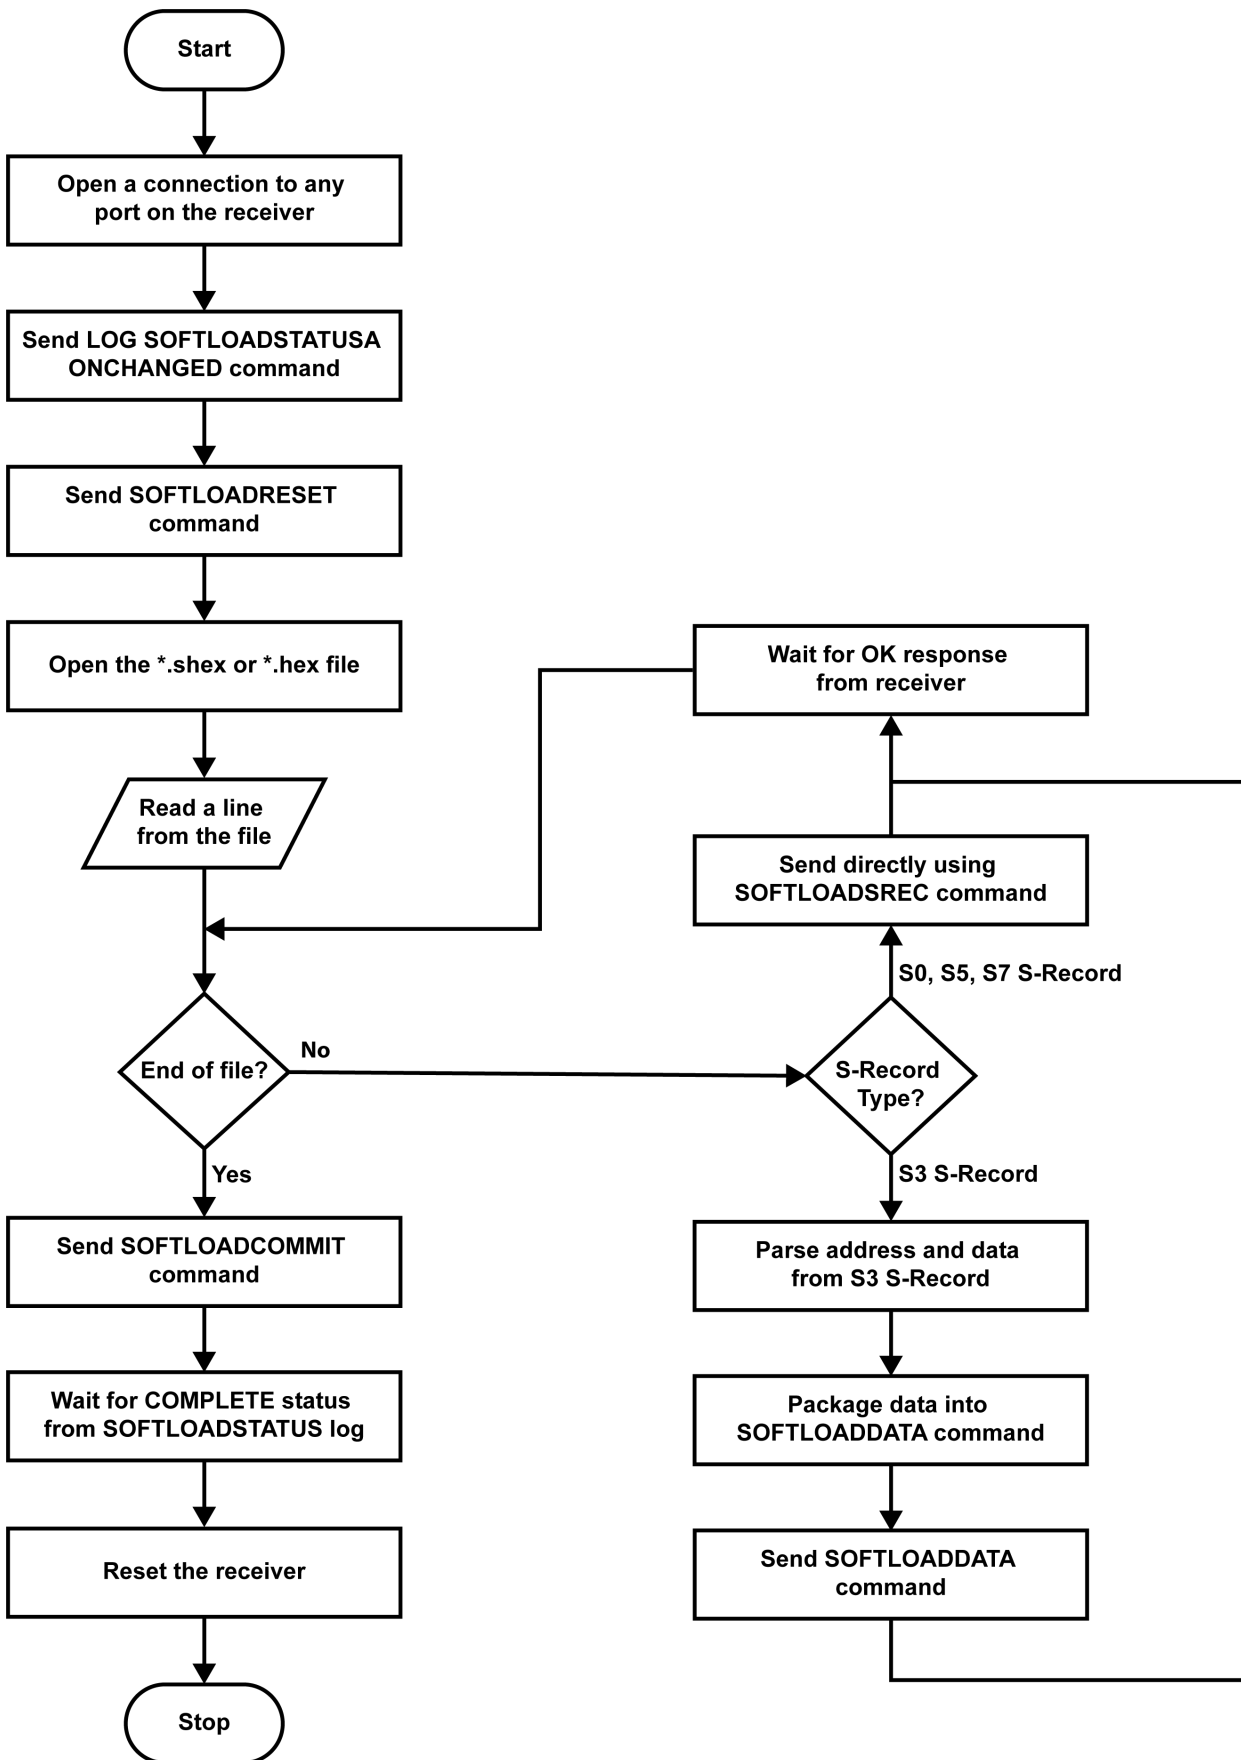 Start
Open a connection to any
port on the receiver
Send LOG SOFTLOADSTATUSA
ONCHANGED command
Send SOFTLOADRESET
command
Open the *.shex or *.hex file
Read a line
from the file
End of file?
No
Yes
Send SOFTLOADCOMMIT
command
Wait for COMPLETE status
from SOFTLOADSTATUS log
Reset the receiver
Stop
Wait for OK response
from receiver
Send directly using
SOFTLOADSREC command
S0, S5, S7 S-Record
S-Record
Type?
S3 S-Record
Parse address and data
from S3 S-Record
Package data into
SOFTLOADDATA command
Send SOFTLOADDATA
command